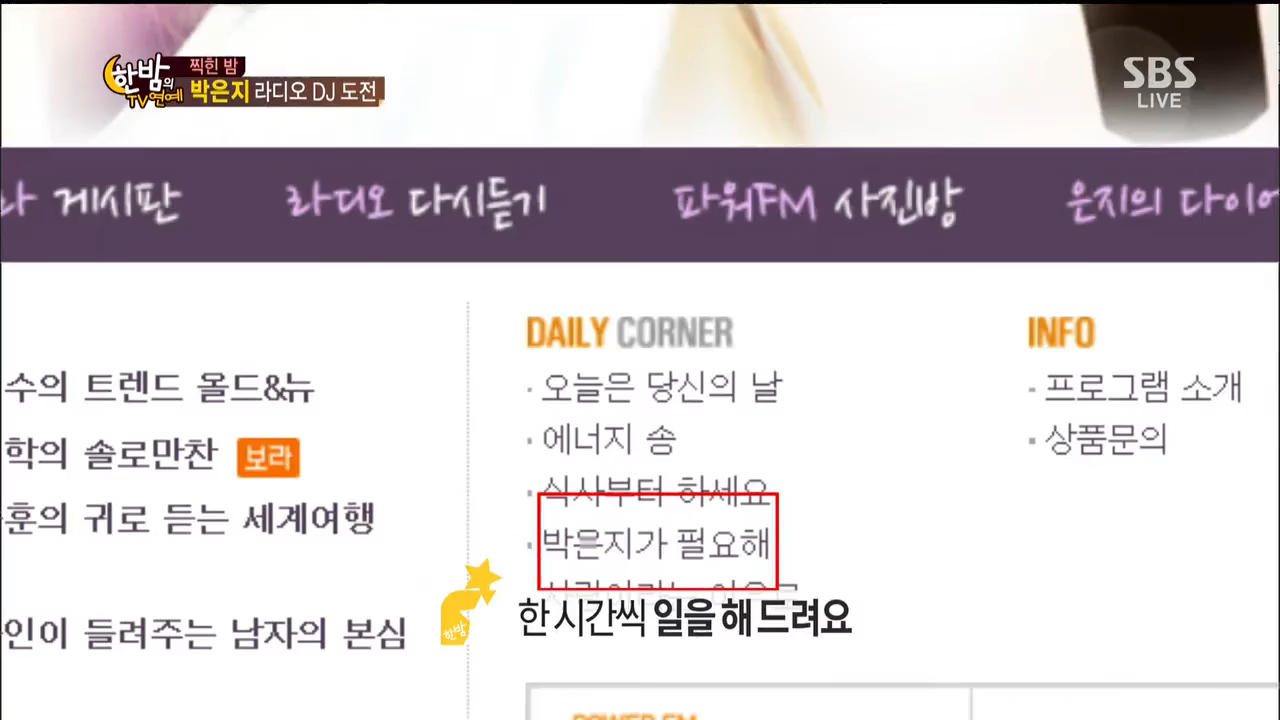 찍힌 밤
한밤의
TV연예
박은지 라디오 DJ 도전
SBS
LIVE
게시판
라디오 다시듣기
파워FM 사진방
은지의
DAILY CORNER
INFO
수의 트렌드 올드&뉴
· 오늘은 당신의 날
· 프로그램 소개
· 에너지 송
· 상품문의
학의 솔로만찬 보라
· 식사부터 하세요
훈의 귀로 듣는 세계여행
· 박은지가 필요해
한밤
한 시간씩 일을 해 드려요
인이 들려주는 남자의 본심
POWER FM